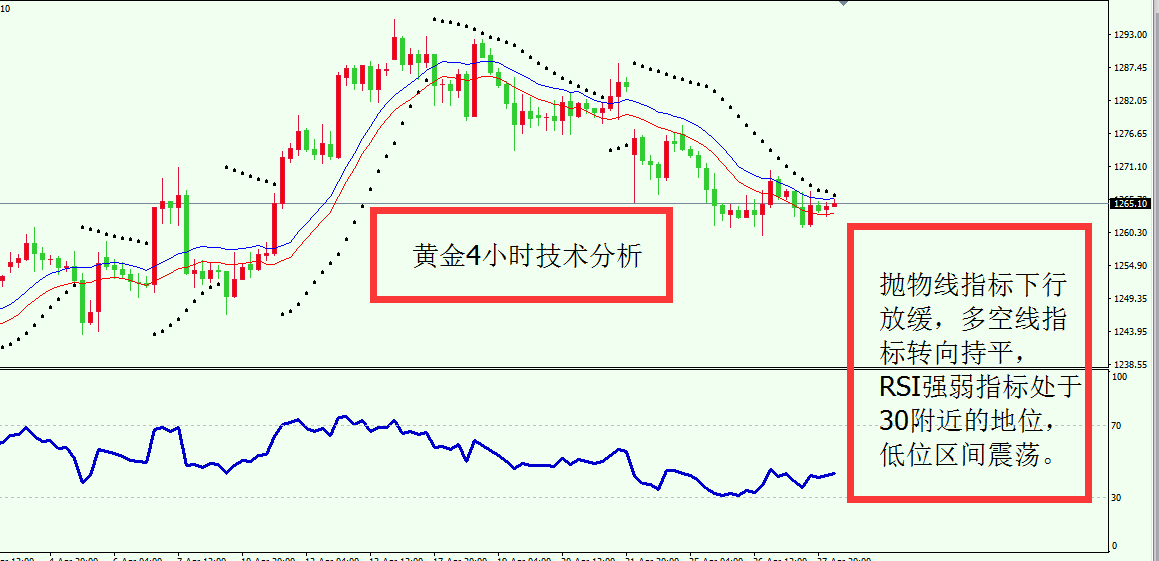 10
1293.00
1287.45
1282.05
1276.65
1271.10
1265.10
1260.30
1254.90
1249.35
1243.95
1238.55
黄金4小时技术分析
抛物线指标下行
放缓，多空线指
标转向持平，
RSI强弱指标处于
30附近的地位，
低位区间震荡。
100
70
30
0